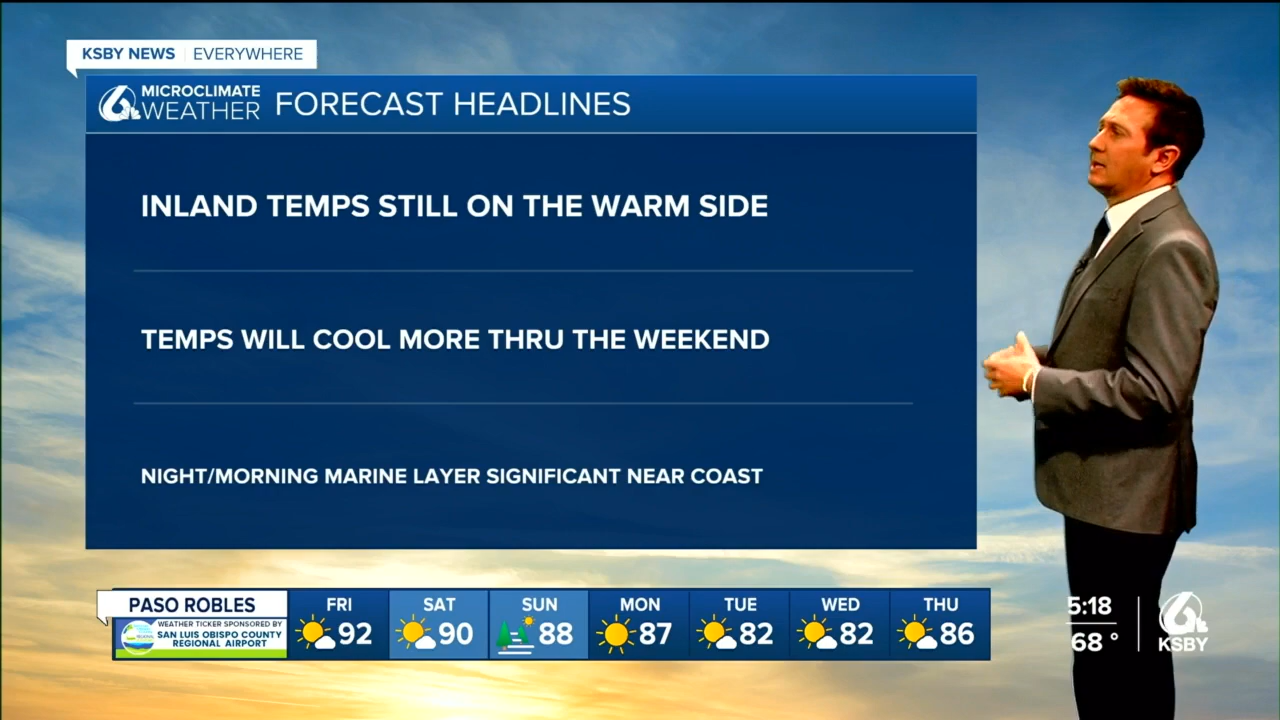 KSBY NEWS | EVERYWHERE
6 MICROCLIMATE
WEATHER
FORECAST HEADLINES
INLAND TEMPS STILL ON THE WARM SIDE
TEMPS WILL COOL MORE THRU THE WEEKEND
NIGHT/MORNING MARINE LAYER SIGNIFICANT NEAR COAST
PASO ROBLES
WEATHER TICKER SPONSORED BY
SAN LUIS OBISPO COUNTY
REGIONAL AIRPORT
FRI
92
SAT
90
SUN
88
MON
87
TUE
82
WED
82
THU
86
5:18
68 °
6
KSBY